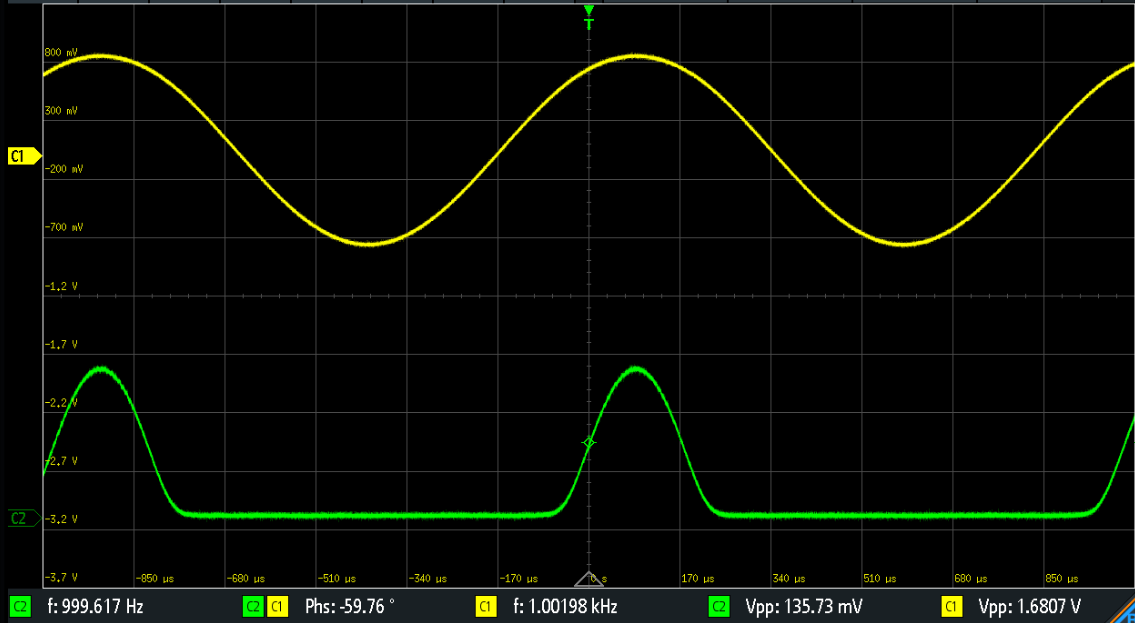 T
800 mV
300 mV
C1
-200 mV
-700 mV
-1.2 V
-1.7 V
-2.2 V
-2.7 V
C2
-3.2 V
-3.7 V
-850 µs -680 µs -510 µs -340 µs -170 µs 0 s 170 µs 340 µs 510 µs 680 µs 850 µs
C2 f: 999.617 Hz C2 C1 Phs: -59.76 ° C1 f: 1.00198 kHz C2 Vpp: 135.73 mV C1 Vpp: 1.6807 V